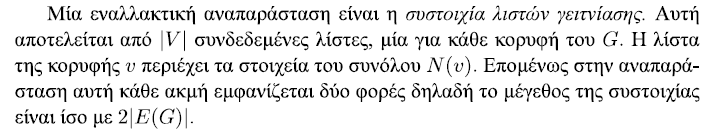 Μία εναλλακτική αναπαράσταση είναι η συστοιχία λιστών γειτνίασης. Αυτή
αποτελείται από |V| συνδεδεμένες λίστες, μία για κάθε κορυφή του G. Η λίστα
της κορυφής v περιέχει τα στοιχεία του συνόλου N(v). Επομένως στην αναπαρά-
σταση αυτή κάθε ακμή εμφανίζεται δύο φορές δηλαδή το μέγεθος της συστοιχίας
είναι ίσο με 2|E(G)|.